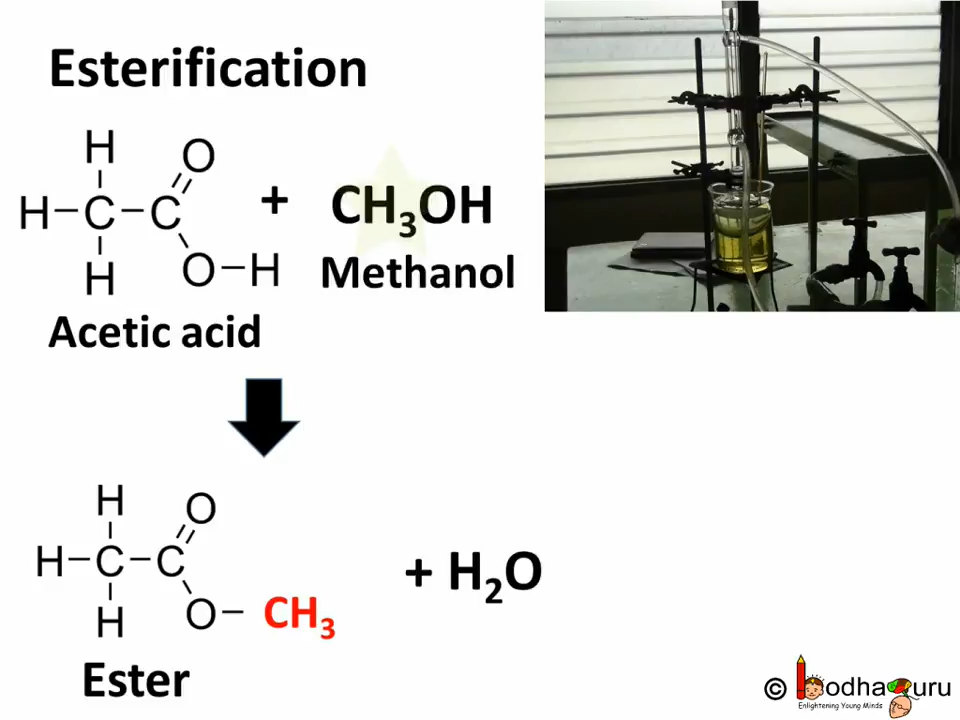 Esterification
H O
H–C–C + CH₃OH
H O–H Methanol
Acetic acid
H O
H–C–C + H₂O
H O– CH₃
Ester
© bodhaguru
Enlightening Young Minds